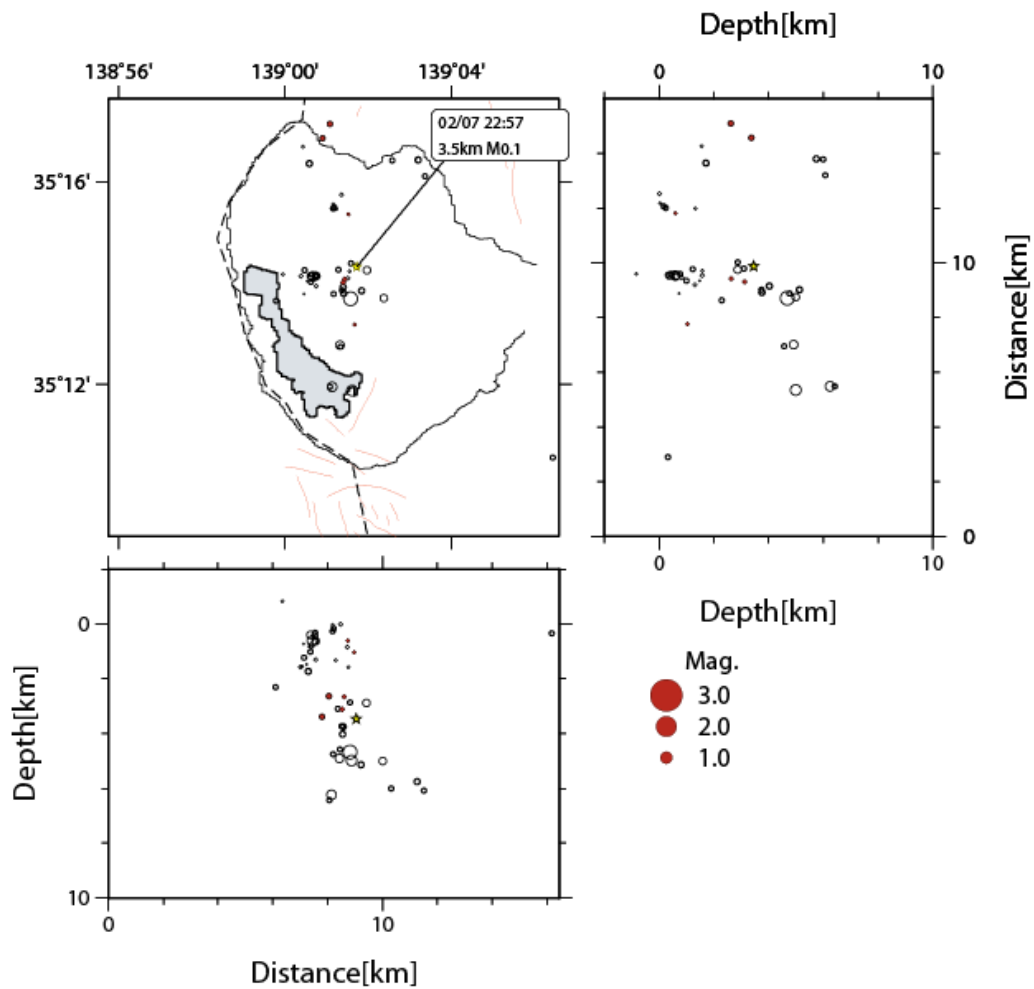 Depth[km]
138°56'
139°00'
139°04'
0
10
02/07 22:57
3.5km M0.1
35°16'
35°12'
10
0
Distance[km]
0
10
0
10
Depth[km]
0
10
Distance[km]
Depth[km]
Mag.
3.0
2.0
1.0